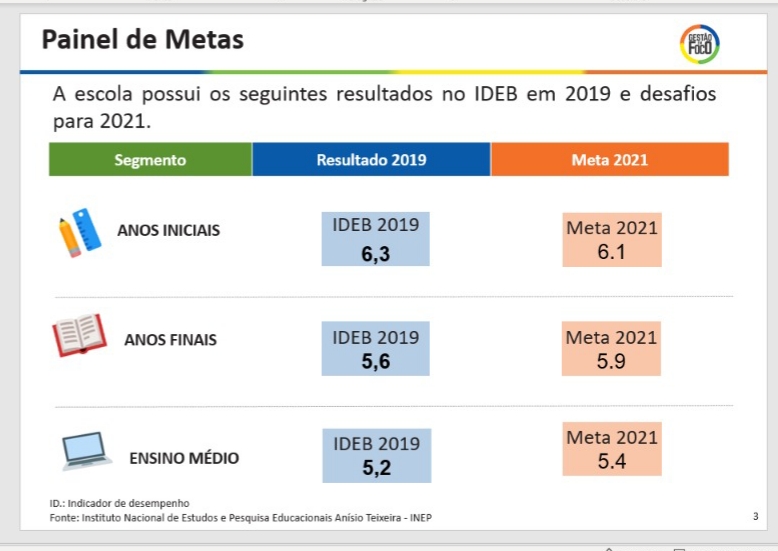 Painel de Metas
GESTÃO
EM
FOCO
A escola possui os seguintes resultados no IDEB em 2019 e desafios
para 2021.
Segmento Resultado 2019 Meta 2021
ANOS INICIAIS
IDEB 2019
6,3
Meta 2021
6.1
ANOS FINAIS
IDEB 2019
5,6
Meta 2021
5.9
ENSINO MÉDIO
IDEB 2019
5,2
Meta 2021
5.4
ID.: Indicador de desempenho
Fonte: Instituto Nacional de Estudos e Pesquisa Educacionais Anísio Teixeira - INEP
3